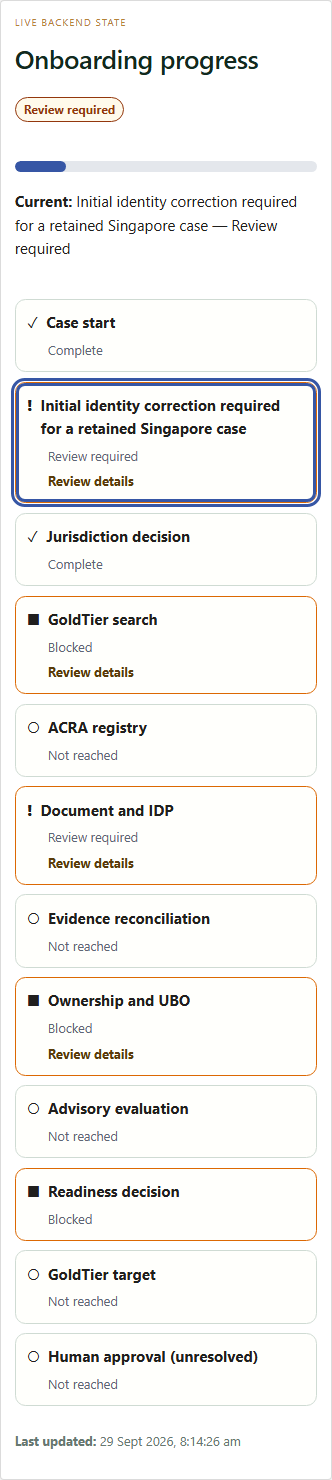 LIVE BACKEND STATE
Onboarding progress
Review required
Current: Initial identity correction required
for a retained Singapore case — Review
required
✓ Case start
Complete
! Initial identity correction required
for a retained Singapore case
Review required
Review details
✓ Jurisdiction decision
Complete
■ GoldTier search
Blocked
Review details
○ ACRA registry
Not reached
! Document and IDP
Review required
Review details
○ Evidence reconciliation
Not reached
■ Ownership and UBO
Blocked
Review details
○ Advisory evaluation
Not reached
■ Readiness decision
Blocked
○ GoldTier target
Not reached
○ Human approval (unresolved)
Not reached
Last updated: 29 Sept 2026, 8:14:26 am